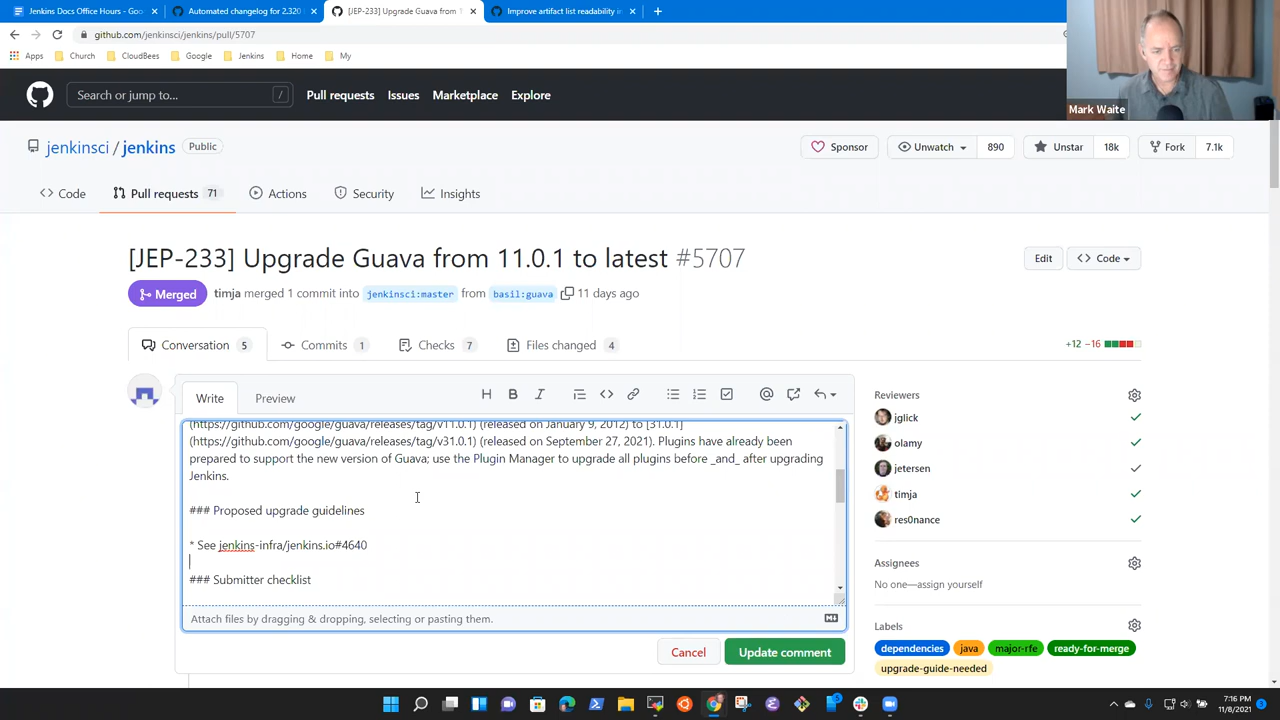 Jenkins Docs Office Hours - Goo
Automated changelog for 2.320
[JEP-233] Upgrade Guava from 1
Improve artifact list readability in
github.com/jenkinsci/jenkins/pull/5707
Apps
Church
CloudBees
Google
Jenkins
Home
My
Mark Waite
Search or jump to...
/
Pull requests
Issues
Marketplace
Explore
jenkinsci / jenkins
Public
Sponsor
Unwatch
890
Unstar
18k
Fork
7.1k
Code
Pull requests 71
Actions
Security
Insights
[JEP-233] Upgrade Guava from 11.0.1 to latest #5707
Edit
Code
Merged
timja merged 1 commit into jenkinsci:master from basil:guava 11 days ago
Conversation 5
Commits 1
Checks 7
Files changed 4
+12 −16
Write
Preview
(https://github.com/google/guava/releases/tag/v11.0.1) (released on January 9, 2012) to [31.0.1]
(https://github.com/google/guava/releases/tag/v31.0.1) (released on September 27, 2021). Plugins have already been
prepared to support the new version of Guava; use the Plugin Manager to upgrade all plugins before _and_ after upgrading
Jenkins.
### Proposed upgrade guidelines
* See jenkins-infra/jenkins.io#4640
### Submitter checklist
Attach files by dragging & dropping, selecting or pasting them.
Cancel
Update comment
Reviewers
jglick
olamy
jetersen
timja
res0nance
Assignees
No one—assign yourself
Labels
dependencies
java
major-rfe
ready-for-merge
upgrade-guide-needed
7:16 PM
11/8/2021